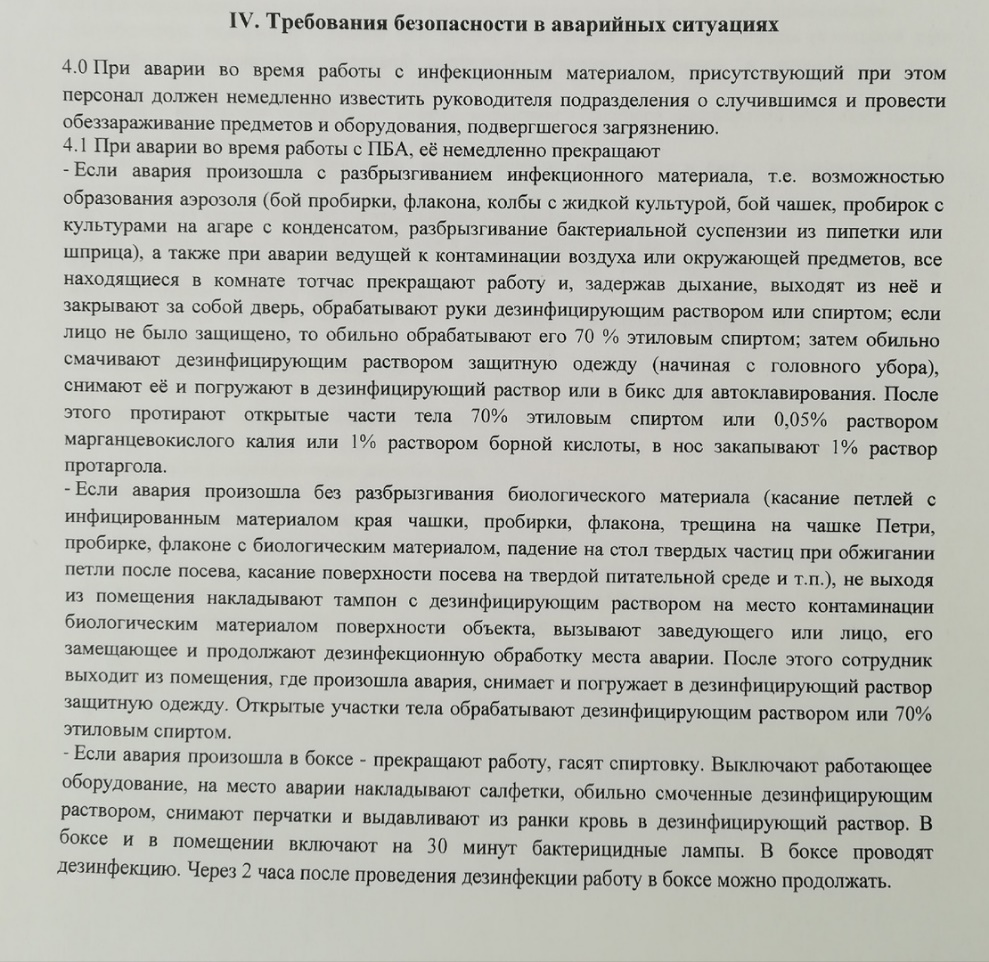 IV. Требования безопасности в аварийных ситуациях
4.0 При аварии во время работы с инфекционным материалом, присутствующий при этом
персонал должен немедленно известить руководителя подразделения о случившимся и провести
обеззараживание предметов и оборудования, подвергшегося загрязнению.
4.1 При аварии во время работы с ПБА, её немедленно прекращают
- Если авария произошла с разбрызгиванием инфекционного материала, т.е. возможностью
образования аэрозоля (бой пробирки, флакона, колбы с жидкой культурой, бой чашек, пробирок с
культурами на агаре с конденсатом, разбрызгивание бактериальной суспензии из пипетки или
шприца), а также при аварии ведущей к контаминации воздуха или окружающей предметов, все
находящиеся в комнате тотчас прекращают работу и, задержав дыхание, выходят из неё и
закрывают за собой дверь, обрабатывают руки дезинфицирующим раствором или спиртом; если
лицо не было защищено, то обильно обрабатывают его 70 % этиловым спиртом; затем обильно
смачивают дезинфицирующим раствором защитную одежду (начиная с головного убора),
снимают её и погружают в дезинфицирующий раствор или в бикс для автоклавирования. После
этого протирают открытые части тела 70% этиловым спиртом или 0,05% раствором
марганцевокислого калия или 1% раствором борной кислоты, в нос закапывают 1% раствор
протаргола.
- Если авария произошла без разбрызгивания биологического материала (касание петлей с
инфицированным материалом края чашки, пробирки, флакона, трещина на чашке Петри,
пробирке, флаконе с биологическим материалом, падение на стол твердых частиц при обжигании
петли после посева, касание поверхности посева на твердой питательной среде и т.п.), не выходя
из помещения накладывают тампон с дезинфицирующим раствором на место контаминации
биологическим материалом поверхности объекта, вызывают заведующего или лицо, его
замещающее и продолжают дезинфекционную обработку места аварии. После этого сотрудник
выходит из помещения, где произошла авария, снимает и погружает в дезинфицирующий раствор
защитную одежду. Открытые участки тела обрабатывают дезинфицирующим раствором или 70%
этиловым спиртом.
- Если авария произошла в боксе - прекращают работу, гасят спиртовку. Выключают работающее
оборудование, на место аварии накладывают салфетки, обильно смоченные дезинфицирующим
раствором, снимают перчатки и выдавливают из ранки кровь в дезинфицирующий раствор. В
боксе и в помещении включают на 30 минут бактерицидные лампы. В боксе проводят
дезинфекцию. Через 2 часа после проведения дезинфекции работу в боксе можно продолжать.